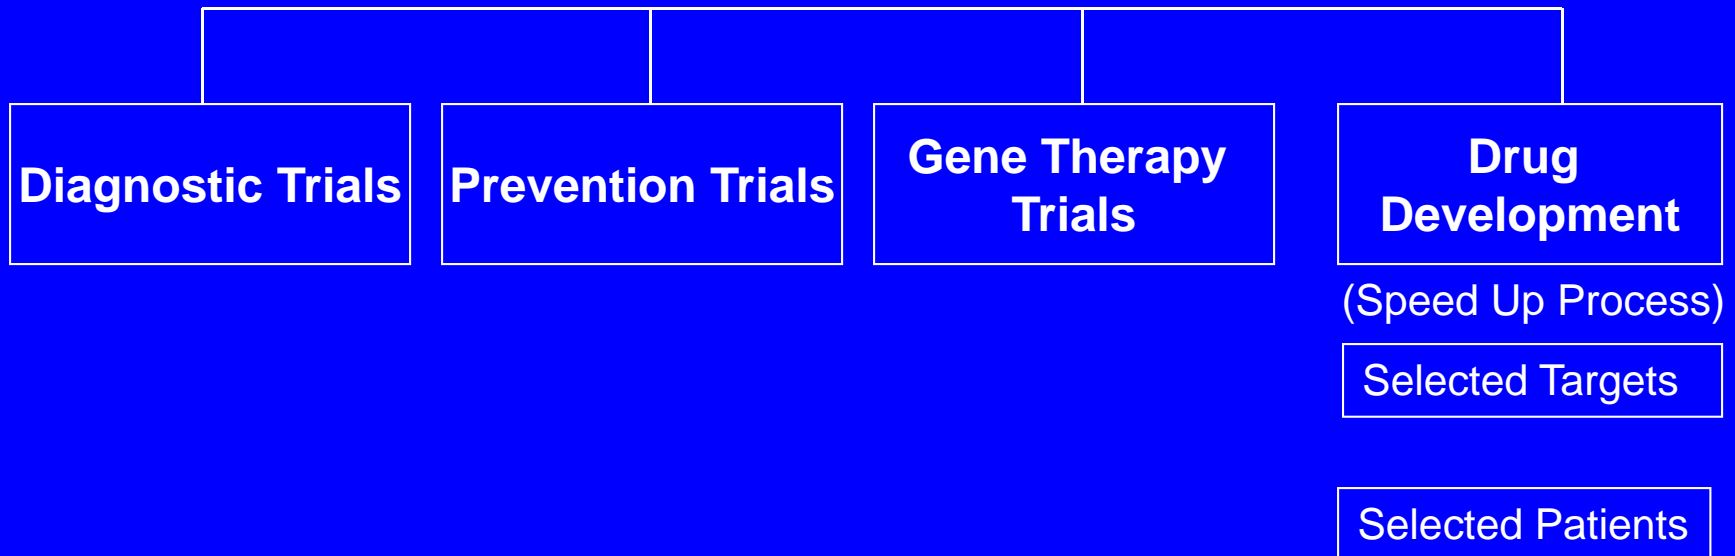 Diagnostic Trials
Prevention Trials
Gene Therapy
Trials
Drug
Development
(Speed Up Process)
Selected Targets
Selected Patients